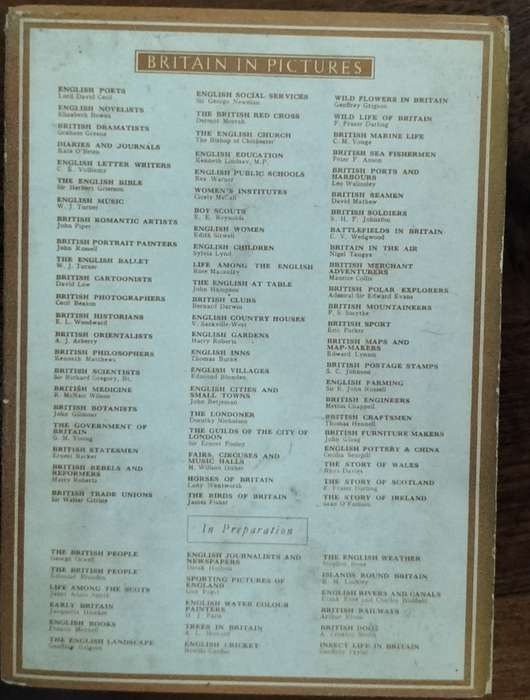 BRITAIN IN PICTURES
ENGLISH POETS
Lord David Cecil
ENGLISH NOVELISTS
Elizabeth Bowen
BRITISH DRAMATISTS
Graham Greene
DIARIES AND JOURNALS
Kate O'Brien
ENGLISH LETTER WRITERS
C. E. Vulliamy
THE ENGLISH BIBLE
Sir Herbert Grierson
ENGLISH MUSIC
W. J. Turner
BRITISH ROMANTIC ARTISTS
John Piper
BRITISH PORTRAIT PAINTERS
John Russell
THE ENGLISH BALLET
W. J. Turner
BRITISH CARTOONISTS
David Low
BRITISH PHOTOGRAPHERS
Cecil Beaton
BRITISH HISTORIANS
E. L. Woodward
BRITISH ORIENTALISTS
A. J. Arberry
BRITISH PHILOSOPHERS
Kenneth Matthews
BRITISH SCIENTISTS
Sir Richard Gregory, Bt.
BRITISH MEDICINE
R. McNair Wilson
BRITISH BOTANISTS
John Gilmour
THE GOVERNMENT OF
BRITAIN
G. M. Young
BRITISH STATESMEN
Ernest Barker
BRITISH REBELS AND
REFORMERS
Harry Roberts
BRITISH TRADE UNIONS
Sir Walter Citrine
ENGLISH SOCIAL SERVICES
Sir George Newman
THE BRITISH RED CROSS
Dermot Morrah
THE ENGLISH CHURCH
The Bishop of Chichester
ENGLISH EDUCATION
Kenneth Lindsay, M.P.
ENGLISH PUBLIC SCHOOLS
Rex Warner
WOMEN'S INSTITUTES
Cicely McCall
BOY SCOUTS
E. E. Reynolds
ENGLISH WOMEN
Edith Sitwell
ENGLISH CHILDREN
Sylvia Lynd
LIFE AMONG THE ENGLISH
Rose Macaulay
THE ENGLISH AT TABLE
John Hampson
BRITISH CLUBS
Bernard Darwin
ENGLISH COUNTRY HOUSES
V. Sackville-West
ENGLISH GARDENS
Harry Roberts
ENGLISH INNS
Thomas Burke
ENGLISH VILLAGES
Edmund Blunden
ENGLISH CITIES AND
SMALL TOWNS
John Betjeman
THE LONDONER
Dorothy Nicholson
THE GUILDS OF THE CITY OF
LONDON
Sir Ernest Pooley
FAIRS, CIRCUSES AND
MUSIC HALLS
M. Willson Disher
HORSES OF BRITAIN
Lady Wentworth
THE BIRDS OF BRITAIN
James Fisher
WILD FLOWERS IN BRITAIN
Geoffrey Grigson
WILD LIFE OF BRITAIN
F. Fraser Darling
BRITISH MARINE LIFE
C. M. Yonge
BRITISH SEA FISHERMEN
Peter F. Anson
BRITISH PORTS AND
HARBOURS
Leo Walmsley
BRITISH SEAMEN
David Mathew
BRITISH SOLDIERS
S. H. F. Johnston
BATTLEFIELDS IN BRITAIN
C. V. Wedgwood
BRITAIN IN THE AIR
Nigel Tangye
BRITISH MERCHANT
ADVENTURERS
Maurice Collis
BRITISH POLAR EXPLORERS
Admiral Sir Edward Evans
BRITISH MOUNTAINEERS
F. S. Smythe
BRITISH SPORT
Eric Parker
BRITISH MAPS AND
MAP-MAKERS
Edward Lynam
BRITISH POSTAGE STAMPS
S. C. Johnson
ENGLISH FARMING
Sir E. John Russell
BRITISH ENGINEERS
Metius Chappell
BRITISH CRAFTSMEN
Thomas Hennell
BRITISH FURNITURE MAKERS
John Gloag
ENGLISH POTTERY & CHINA
Cecilia Sempill
THE STORY OF WALES
Rhys Davies
THE STORY OF SCOTLAND
F. Fraser Darling
THE STORY OF IRELAND
Sean O'Faolain
In Preparation
THE BRITISH PEOPLE
George Orwell
THE BRITISH PEOPLE
Edmund Blunden
LIFE AMONG THE SCOTS
Janet Adam Smith
EARLY BRITAIN
Jacquetta Hawkes
ENGLISH BOOKS
Francis Meynell
THE ENGLISH LANDSCAPE
Geoffrey Grigson
ENGLISH JOURNALISTS AND
NEWSPAPERS
Derek Hudson
SPORTING PICTURES OF
ENGLAND
Guy Paget
ENGLISH WATER COLOUR
PAINTERS
H. J. Paris
TREES IN BRITAIN
A. L. Howard
ENGLISH CRICKET
Neville Cardus
THE ENGLISH WEATHER
Stephen Bone
ISLANDS ROUND BRITAIN
R. M. Lockley
ENGLISH RIVERS AND CANALS
BRITISH RAILWAYS
Arthur Elton
BRITISH DOGS
A. Croxton Smith
INSECT LIFE IN BRITAIN
Geoffrey Taylor